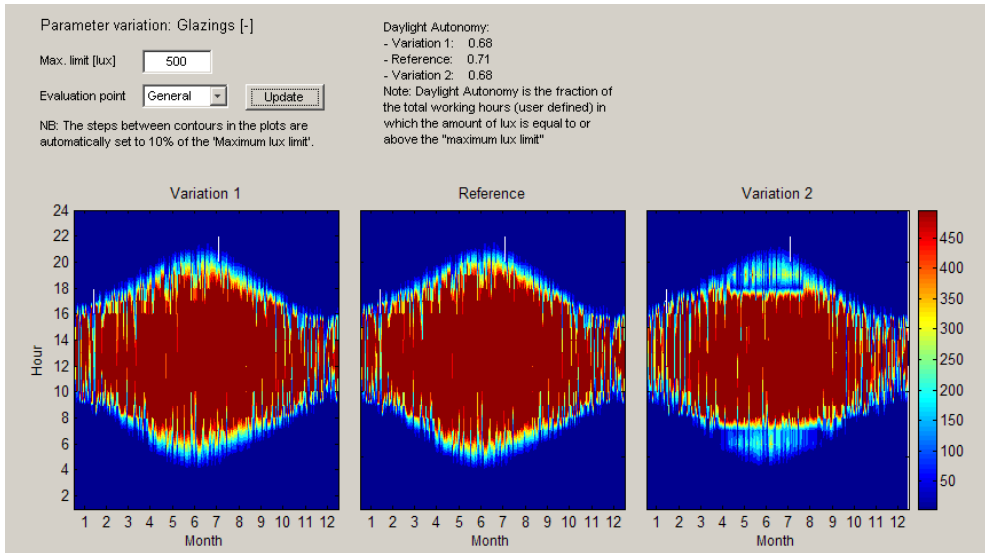 Parameter variation: Glazings [-]
Max. limit [lux]
500
Evaluation point
General
Update
NB: The steps between contours in the plots are
automatically set to 10% of the 'Maximum lux limit'.
Daylight Autonomy:
- Variation 1: 0.68
- Reference: 0.71
- Variation 2: 0.68
Note: Daylight Autonomy is the fraction of
the total working hours (user defined) in
which the amount of lux is equal to or
above the "maximum lux limit"
Variation 1
Reference
Variation 2
Hour
24
22
20
18
16
14
12
10
8
6
4
2
1 2 3 4 5 6 7 8 9 10 11 12
Month
1 2 3 4 5 6 7 8 9 10 11 12
Month
1 2 3 4 5 6 7 8 9 10 11 12
Month
450
400
350
300
250
200
150
100
50